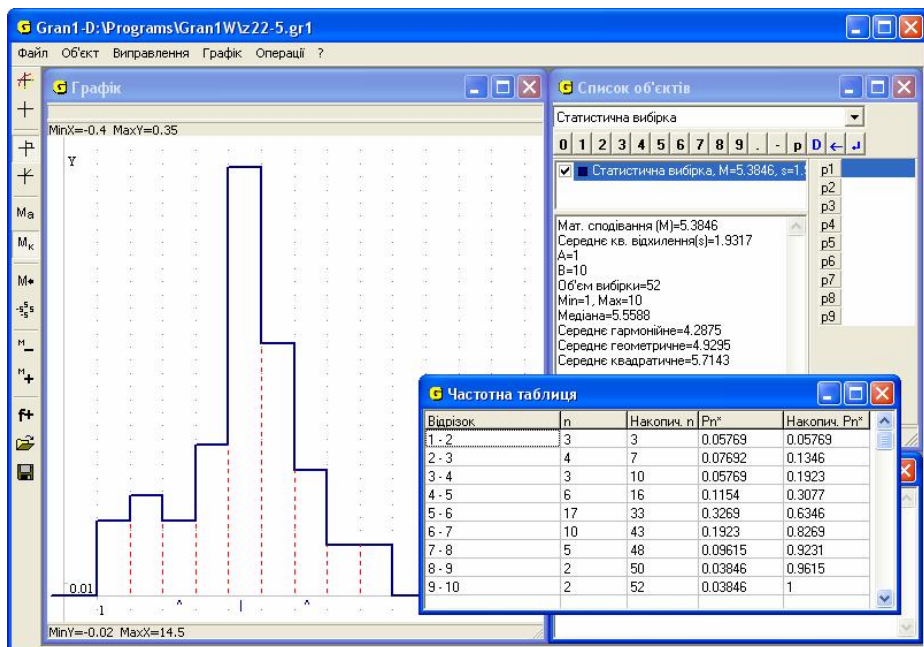 Gran1-D:\Programs\Gran1W\z22-5.gr1
Файл Об'єкт Виправлення Графік Операції ?
Графік
MinX=-0.4 MaxY=0.35
Y
0.01
1
MinY=-0.02 MaxX=14.5
Ма
Мк
М
-s s s
М
М +
f+
Список об'єктів
Статистична вибірка
0 1 2 3 4 5 6 7 8 9 . - p D
Статистична вибірка, М=5.3846, s=1.9
p1
p2
p3
p4
p5
p6
p7
p8
p9
Мат. сподівання (М)=5.3846
Середнє кв. відхилення(s)=1.9317
A=1
B=10
Об'єм вибірки=52
Min=1, Max=10
Медіана=5.5588
Середнє гармонійне=4.2875
Середнє геометричне=4.9295
Середнє квадратичне=5.7143
Частотна таблиця
Відрізок n Накопич. n Pn* Накопич. Pn*
1 - 2 3 3 0.05769 0.05769
2 - 3 4 7 0.07692 0.1346
3 - 4 3 10 0.05769 0.1923
4 - 5 6 16 0.1154 0.3077
5 - 6 17 33 0.3269 0.6346
6 - 7 10 43 0.1923 0.8269
7 - 8 5 48 0.09615 0.9231
8 - 9 2 50 0.03846 0.9615
9 - 10 2 52 0.03846 1